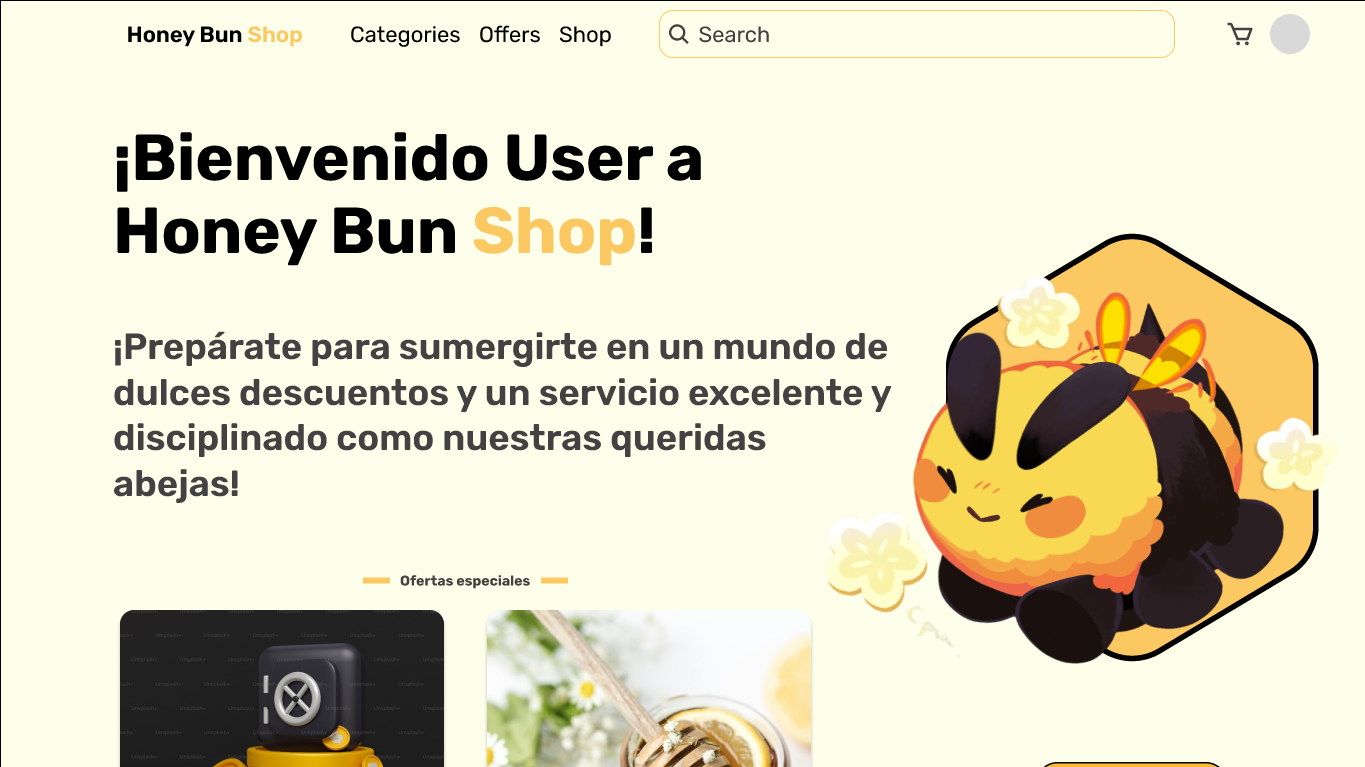 Honey Bun Shop
Categories
Offers
Shop
Search
¡Bienvenido User a
Honey Bun Shop!
¡Prepárate para sumergirte en un mundo de
dulces descuentos y un servicio excelente y
disciplinado como nuestras queridas
abejas!
Ofertas especiales